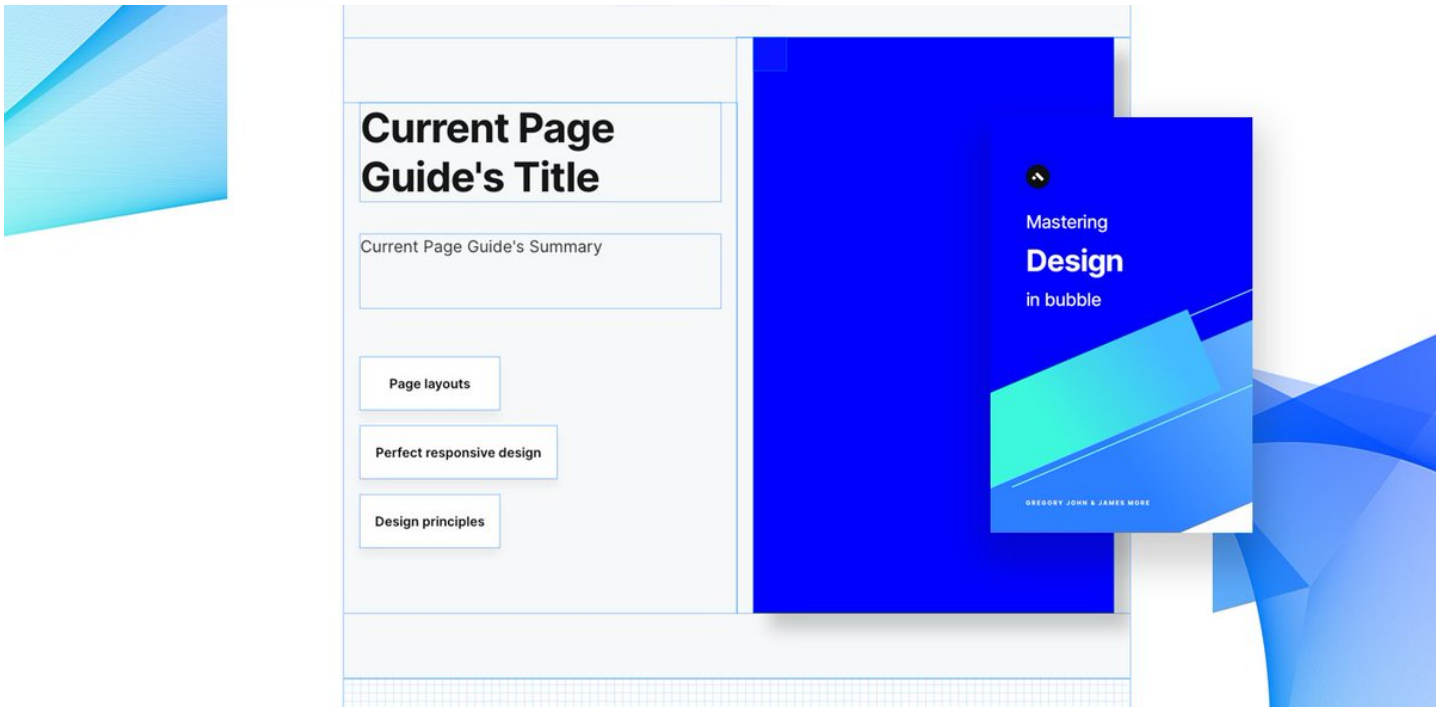 Current Page
Guide's Title
Current Page Guide's Summary
Page layouts
Perfect responsive design
Design principles
Mastering
Design
in bubble
GREGORY JOHN & JAMES MORE